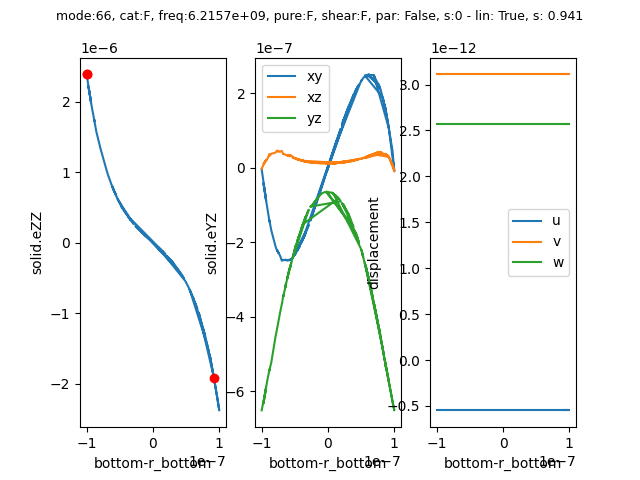 mode:66, cat:F, freq:6.2157e+09, pure:F, shear:F, par: False, s:0 - lin: True, s: 0.941
1e−6
2
1
0
−1
−2
solid.eZZ
−1
0
1
bottom-r_bottom
1e−7
1e−7
2
0
−2
−4
−6
solid.eYZ
xy
xz
yz
−1
0
1
bottom-r_bottom
1e−7
1e−12
3.0
2.5
2.0
1.5
1.0
0.5
0.0
−0.5
displacement
u
v
w
−1
0
1
bottom-r_bottom
1e−7